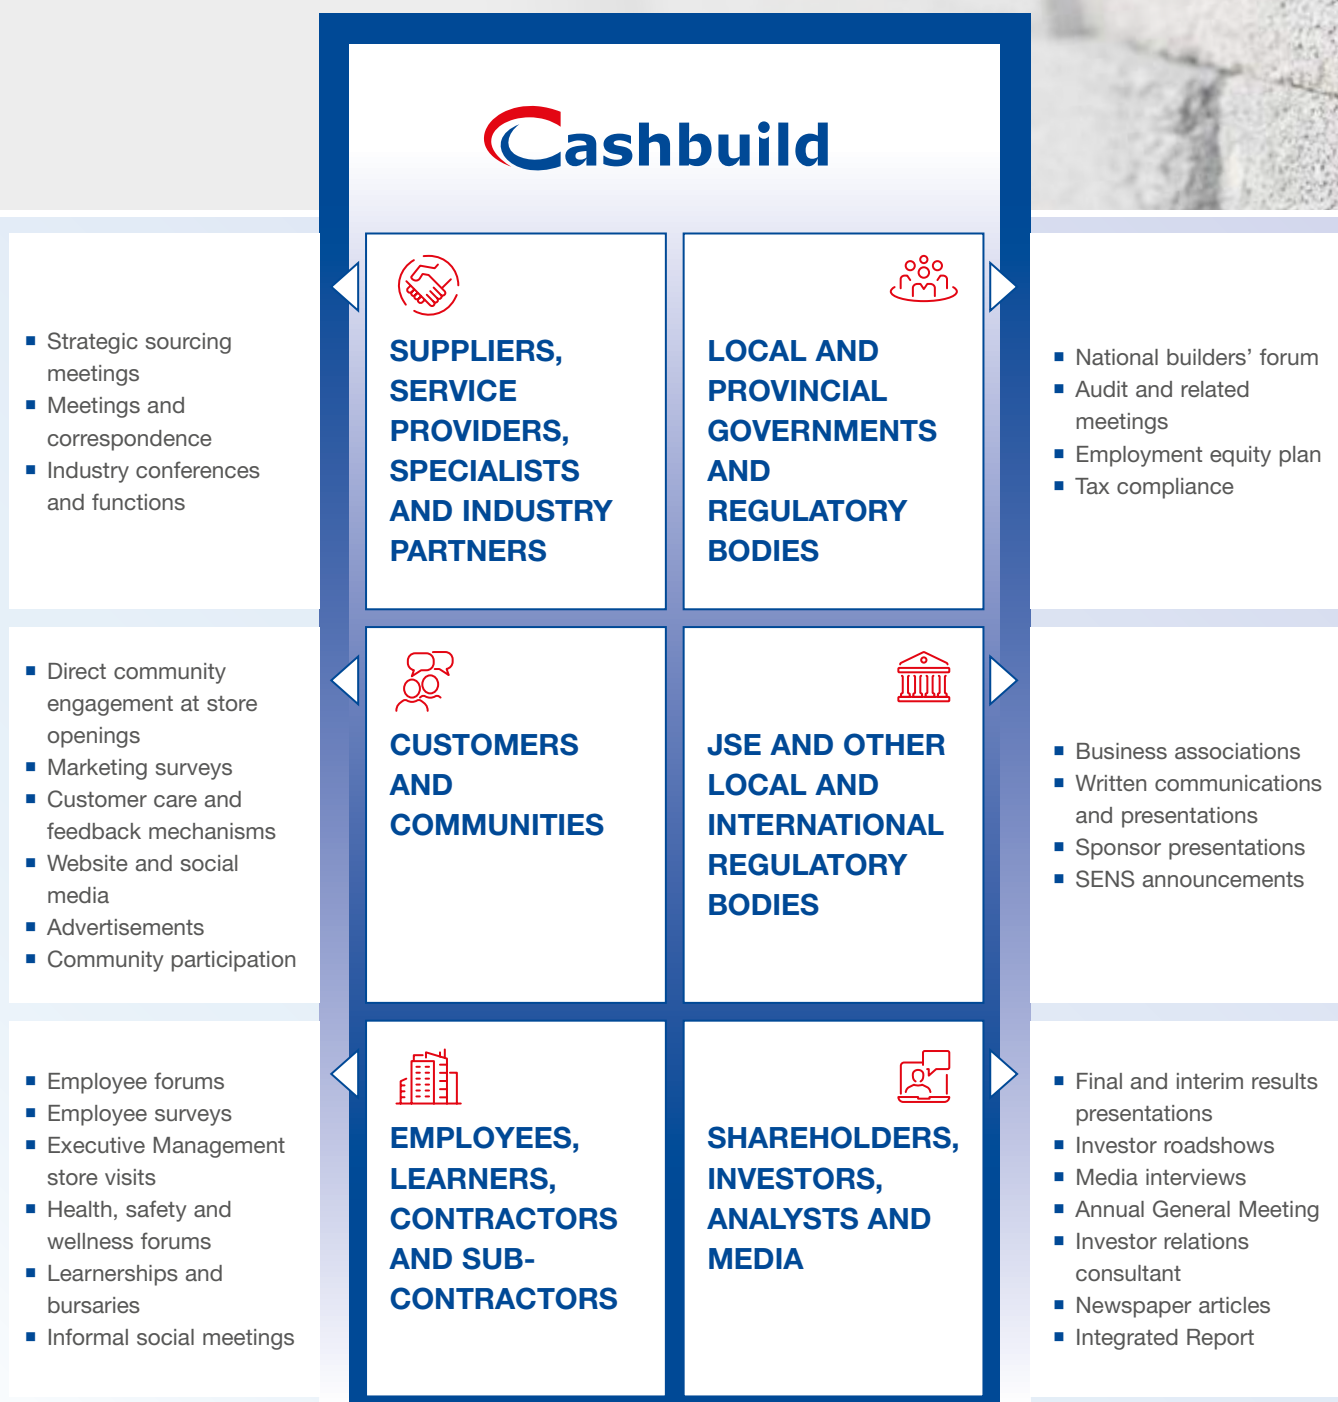 Cashbuild
Strategic sourcing
meetings
Meetings and
correspondence
Industry conferences
and functions
SUPPLIERS,
SERVICE
PROVIDERS,
SPECIALISTS
AND INDUSTRY
PARTNERS
LOCAL AND
PROVINCIAL
GOVERNMENTS
AND
REGULATORY
BODIES
National builders’ forum
Audit and related
meetings
Employment equity plan
Tax compliance
Direct community
engagement at store
openings
Marketing surveys
Customer care and
feedback mechanisms
Website and social
media
Advertisements
Community participation
CUSTOMERS
AND
COMMUNITIES
JSE AND OTHER
LOCAL AND
INTERNATIONAL
REGULATORY
BODIES
Business associations
Written communications
and presentations
Sponsor presentations
SENS announcements
Employee forums
Employee surveys
Executive Management
store visits
Health, safety and
wellness forums
Learnerships and
bursaries
Informal social meetings
EMPLOYEES,
LEARNERS,
CONTRACTORS
AND SUB-
CONTRACTORS
SHAREHOLDERS,
INVESTORS,
ANALYSTS AND
MEDIA
Final and interim results
presentations
Investor roadshows
Media interviews
Annual General Meeting
Investor relations
consultant
Newspaper articles
Integrated Report